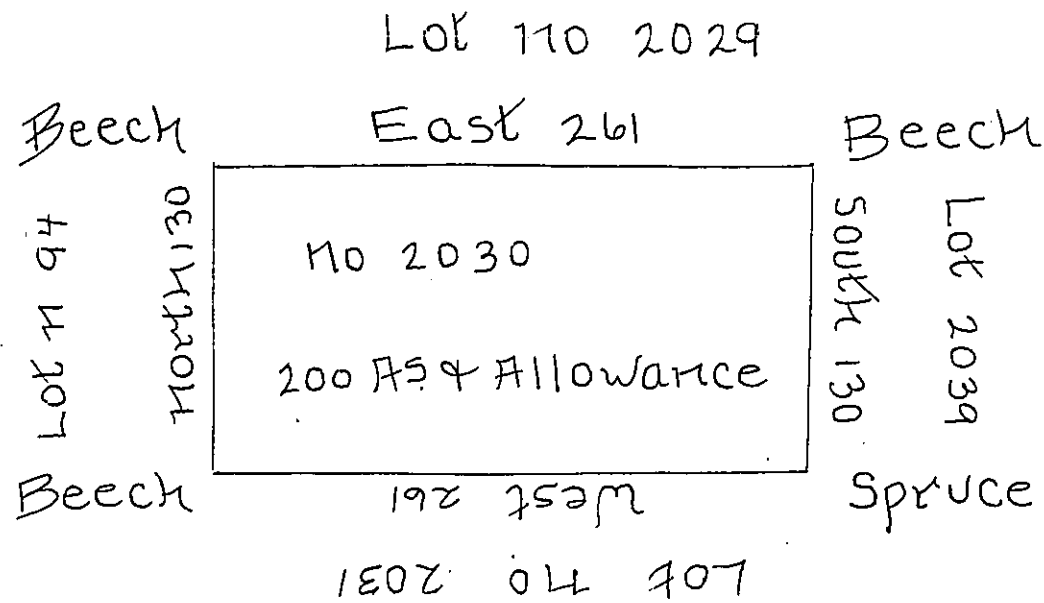 Lot no 2029
Beech
East 261
Beech
Lot n 94
North 130
No 2030
200 As & Allowance
South 130
Lot 2039
Beech
West 261
Spruce
Lot No 2031